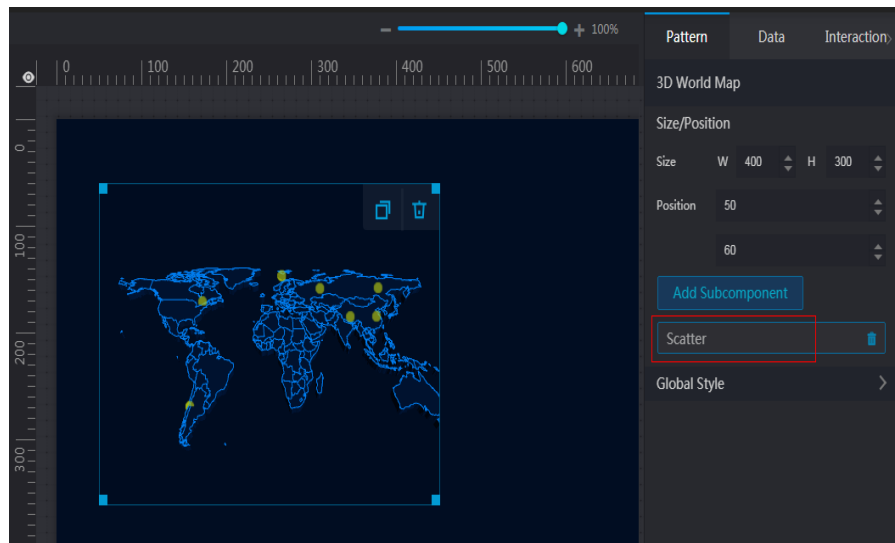 100%
Pattern Data Interaction
0 100 200 300 400 500 600
3D World Map
Size/Position
Size W 400 H 300
Position 50
60
Add Subcomponent
Scatter
Global Style
0
100
200
300